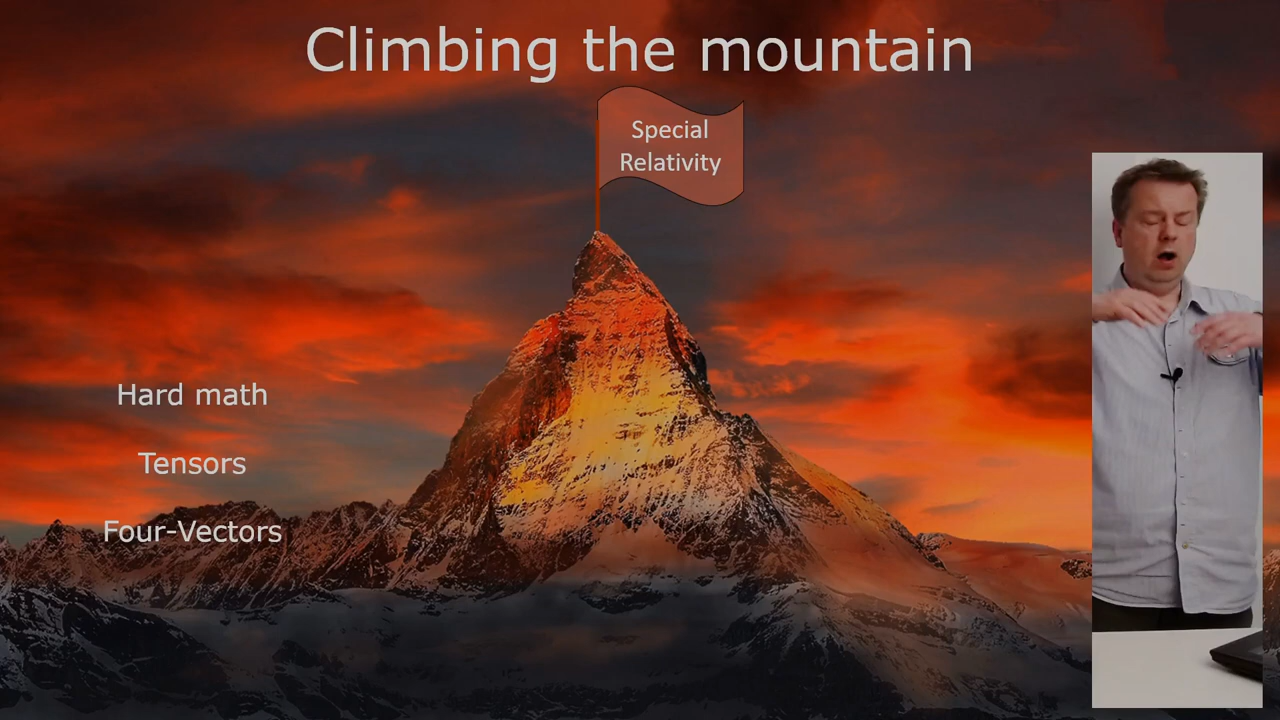 Climbing the mountain
Special
Relativity
Hard math
Tensors
Four-Vectors